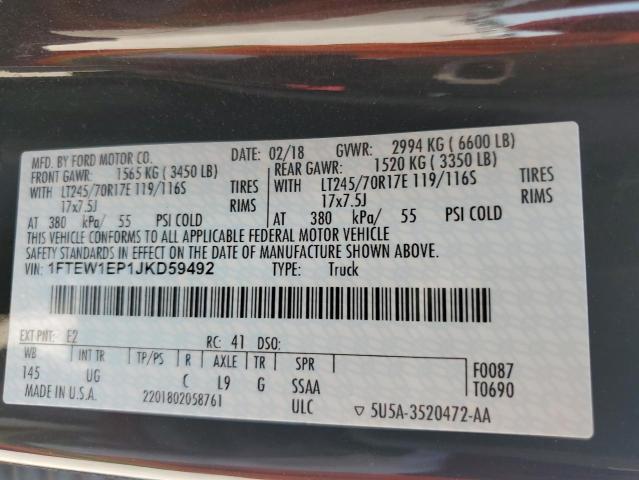 MFD. BY FORD MOTOR CO. DATE: 02/18 GVWR: 2994 KG ( 6600 LB)
FRONT GAWR: 1565 KG ( 3450 LB) REAR GAWR: 1520 KG ( 3350 LB)
WITH LT245/70R17E 119/116S TIRES WITH LT245/70R17E 119/116S TIRES
17x7.5J RIMS 17x7.5J RIMS
AT 380 kPa/ 55 PSI COLD AT 380 kPa/ 55 PSI COLD
THIS VEHICLE CONFORMS TO ALL APPLICABLE FEDERAL MOTOR VEHICLE
SAFETY STANDARDS IN EFFECT ON THE DATE OF MANUFACTURE SHOWN ABOVE.
VIN: 1FTEW1EP1JKD59492 TYPE: Truck
EXT PNT: E2 RC: 41 DSO:
WB INT TR TP/PS R AXLE TR SPR F0087
145 UG C L9 G SSAA T0690
MADE IN U.S.A. 2201802058761 ULC ▽ 5U5A-3520472-AA